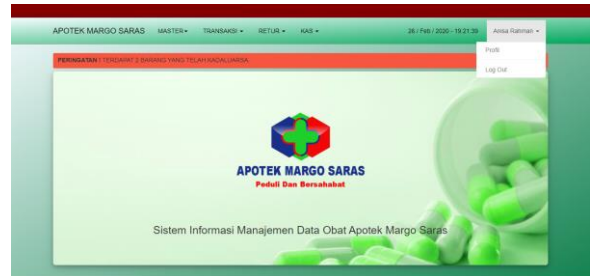 APOTEK MARGO SARAS MASTER TRANSAKSI RETUR KAS 26 / Feb / 2020 - 19:21:39 Anisa Rahman
Profil
Log Out
PERINGATAN ! TERDAPAT 2 BARANG YANG TELAH KADALUARSA.
APOTEK MARGO SARAS
Peduli Dan Bersahabat
Sistem Informasi Manajemen Data Obat Apotek Margo Saras